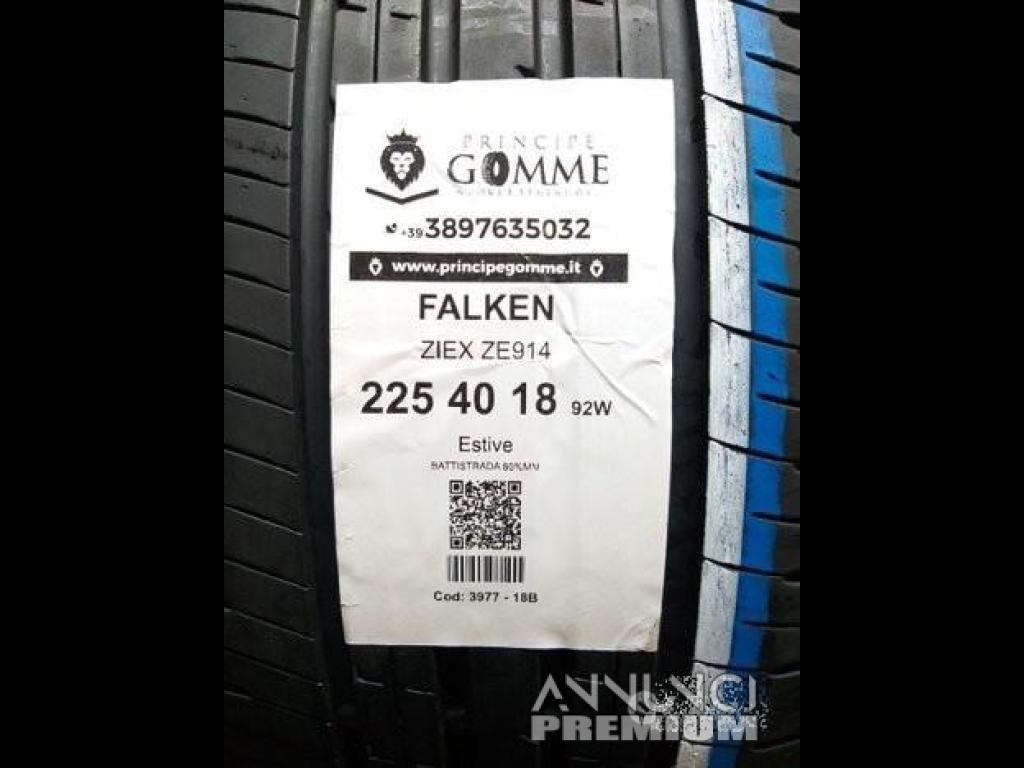 PRINCIPE
GOMME
+39 3897635032
www.principegomme.it
FALKEN
ZIEX ZE914
225 40 18 92W
Estive
BATTISTRADA 80%MM
Cod: 3977 - 18B
ANNUNCI
PREMIUM